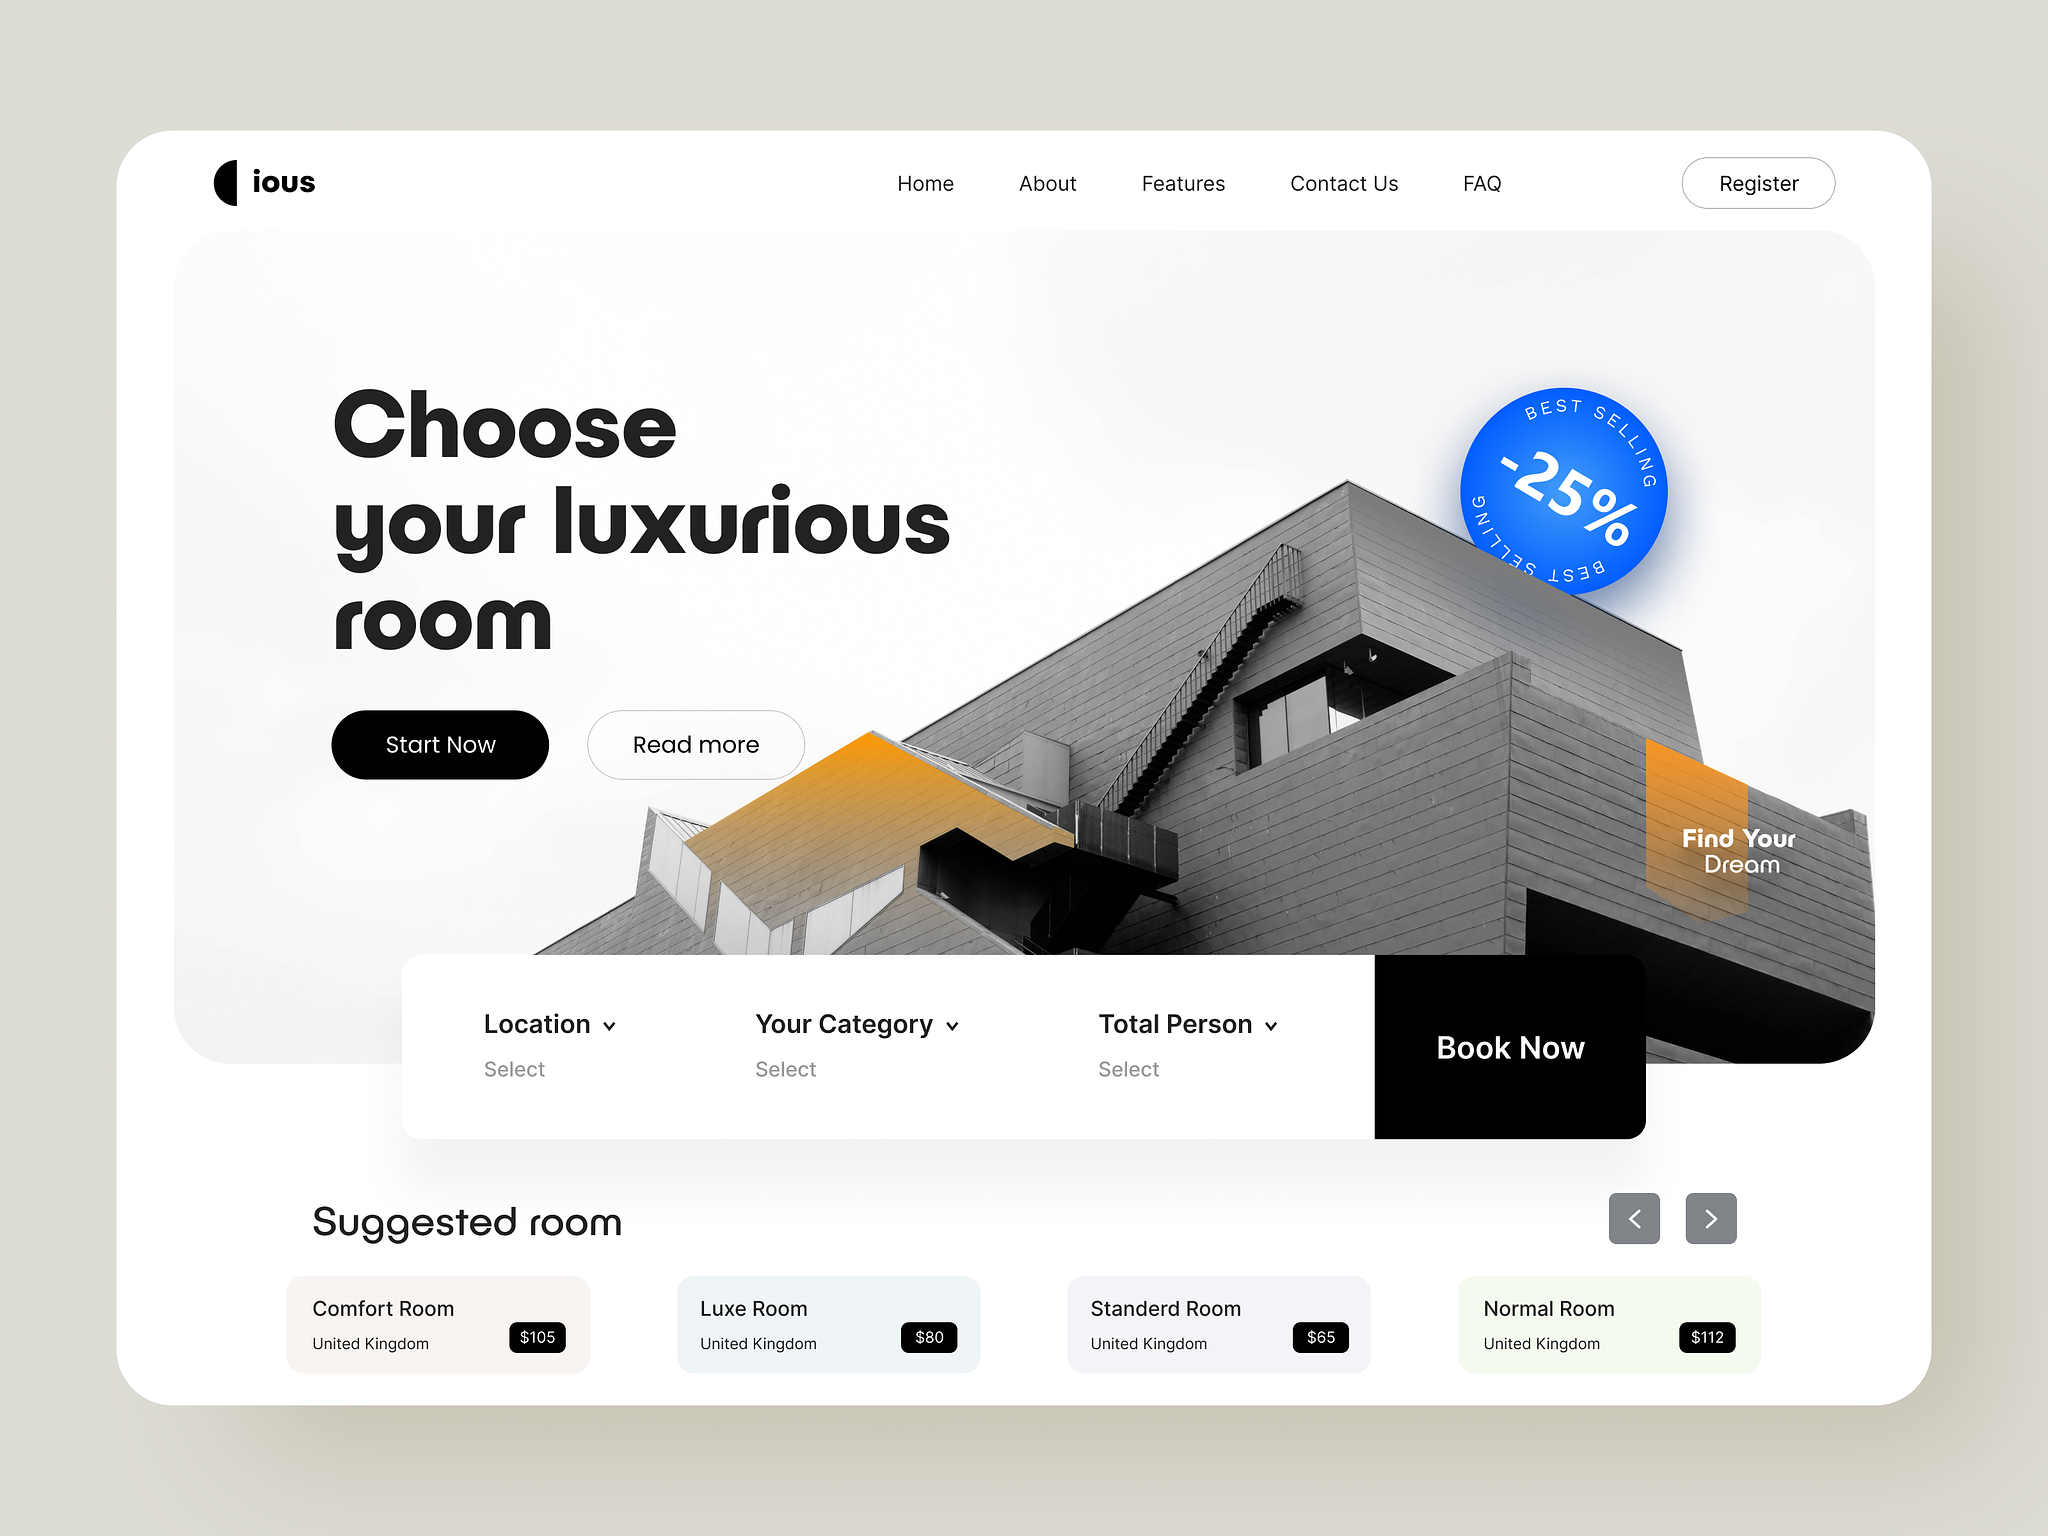 ious
Home
About
Features
Contact Us
FAQ
Register
Choose
your luxurious
room
BEST SELLING
-25%
BEST SELLING
Start Now
Read more
Find Your
Dream
Location
Select
Your Category
Select
Total Person
Select
Book Now
Suggested room
Comfort Room
United Kingdom
$105
Luxe Room
United Kingdom
$80
Standerd Room
United Kingdom
$65
Normal Room
United Kingdom
$112